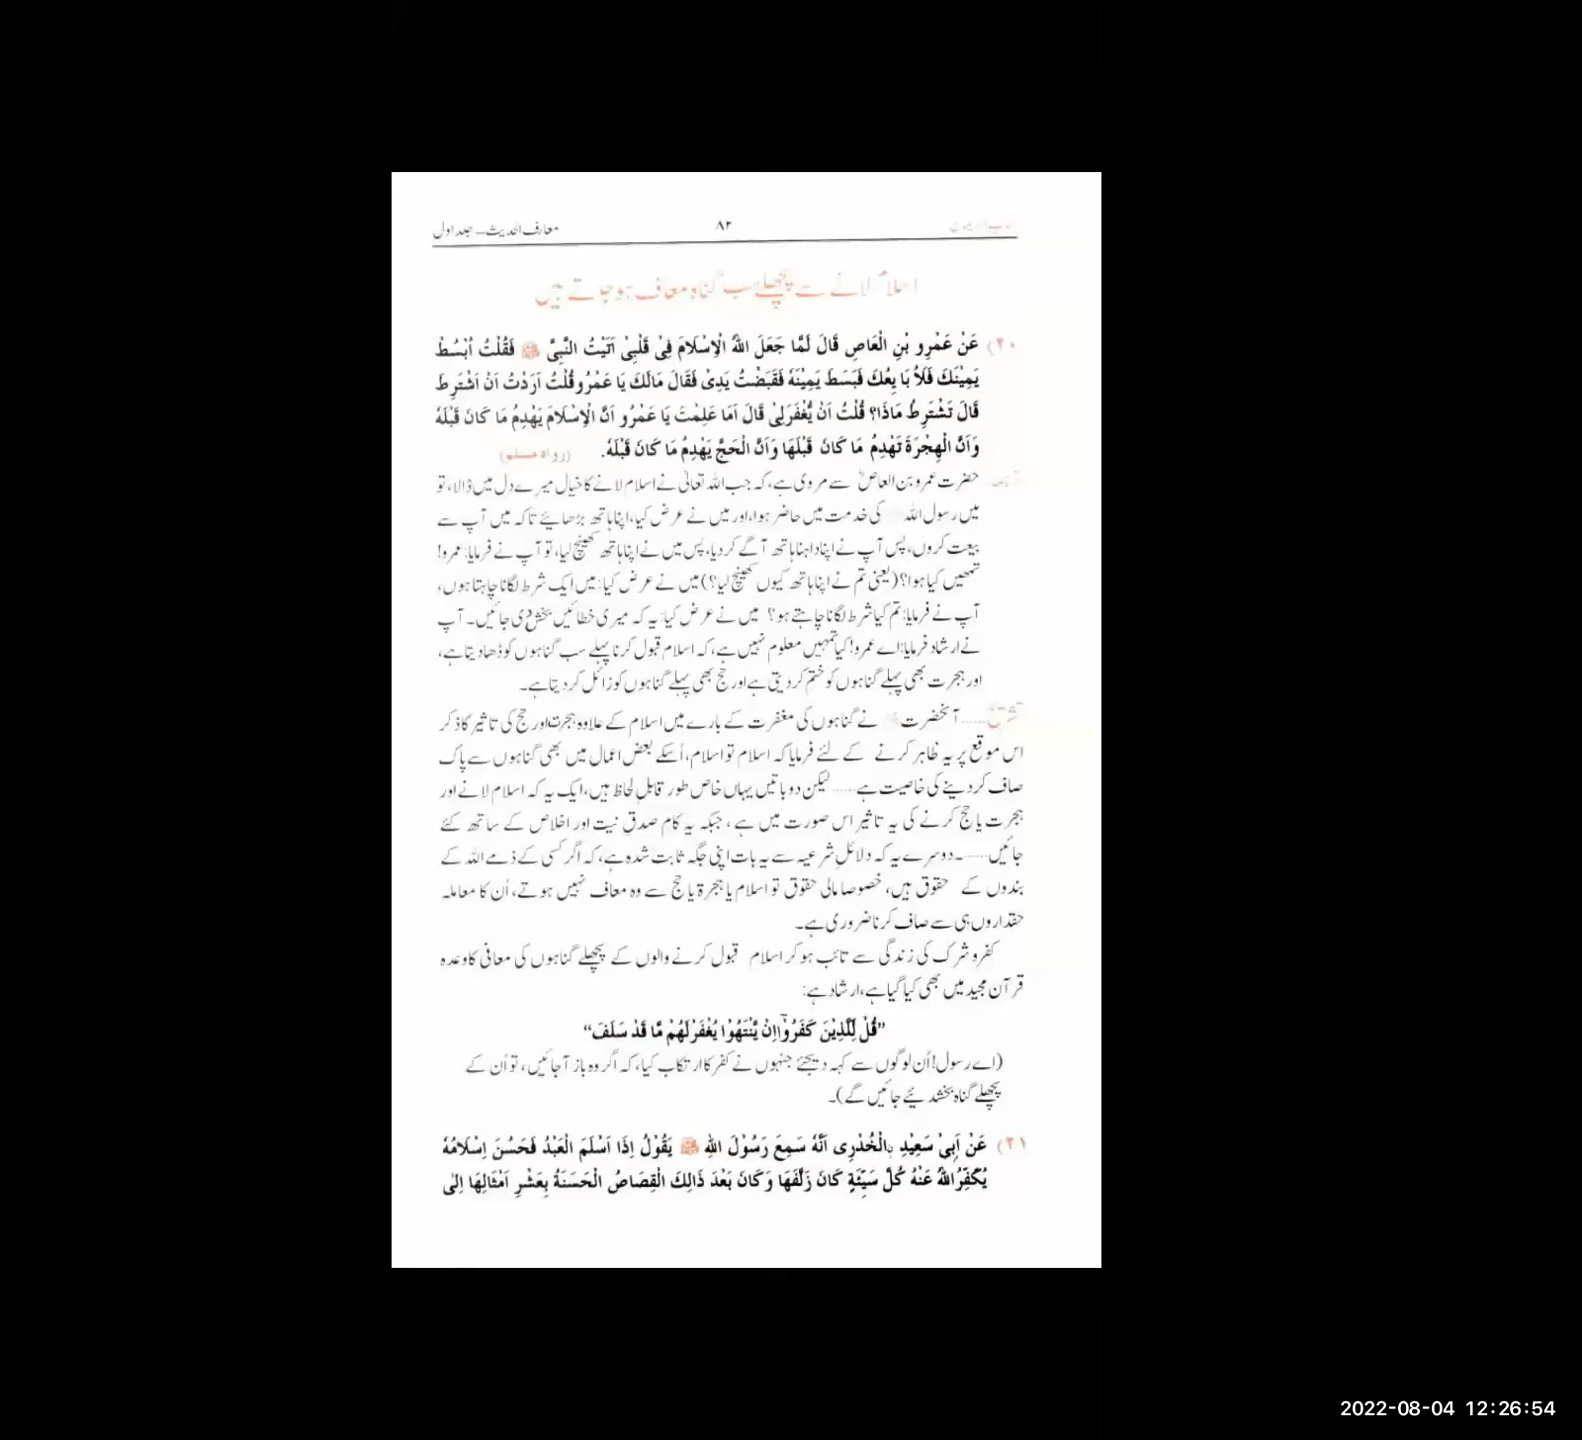 معارف الحدیث – جلد اول
۸۲
اسلام لانے سے پچھلے سب گناہ معاف ہو جاتے ہیں
۲۰) عَنْ عَمْرِو بْنِ الْعَاصِ قَالَ لَمَّا جَعَلَ اللهُ الْاِسْلَامَ فِیْ قَلْبِیْ اَتَیْتُ النَّبِیَّ ﷺ فَقُلْتُ اُبْسُطْ
یَمِیْنَكَ فَلَاُ بَا یِعُكَ فَبَسَطَ یَمِیْنَهٗ فَقَبَضْتُ یَدِیْ فَقَالَ مَالَكَ یَا عَمْرُو قُلْتُ اَرَدْتُ اَنْ اَشْتَرِطَ
قَالَ تَشْتَرِطُ مَاذَا؟ قُلْتُ اَنْ یُّغْفَرَلِیْ قَالَ اَمَا عَلِمْتَ یَا عَمْرُو اَنَّ الْاِسْلَامَ یَهْدِمُ مَا كَانَ قَبْلَهٗ
وَاَنَّ الْهِجْرَةَ تَهْدِمُ مَا كَانَ قَبْلَهَا وَاَنَّ الْحَجَّ یَهْدِمُ مَا كَانَ قَبْلَهٗ. (رواه مسلم)
حضرت عمرو بن العاصؓ سے مروی ہے، کہ جب اللہ تعالیٰ نے اسلام لانے کا خیال میرے دل میں ڈالا، تو
میں رسول اللہ کی خدمت میں حاضر ہوا، اور میں نے عرض کیا، اپنا ہاتھ بڑھائیے تاکہ میں آپ سے
بیعت کروں، پس آپ نے اپنا داہنا ہاتھ آگے کر دیا، پس میں نے اپنا ہاتھ کھینچ لیا، تو آپ نے فرمایا: عمرو!
تمھیں کیا ہوا؟ (یعنی تم نے اپنا ہاتھ کیوں کھینچ لیا؟) میں نے عرض کیا: میں ایک شرط لگانا چاہتا ہوں،
آپ نے فرمایا: تم کیا شرط لگانا چاہتے ہو؟ میں نے عرض کیا: یہ کہ میری خطائیں بخش دی جائیں۔ آپ
نے ارشاد فرمایا: اے عمرو! کیا تمہیں معلوم نہیں ہے، کہ اسلام قبول کرنا پہلے سب گناہوں کو ڈھا دیتا ہے،
اور ہجرت بھی پہلے گناہوں کو ختم کر دیتی ہے اور حج بھی پہلے گناہوں کو زائل کر دیتا ہے۔
تشریح...... آنحضرت نے گناہوں کی مغفرت کے بارے میں اسلام کے علاوہ ہجرت اور حج کی تاثیر کا ذکر
اس موقع پر یہ ظاہر کرنے کے لئے فرمایا کہ اسلام تو اسلام، اُسکے بعض اعمال میں بھی گناہوں سے پاک
صاف کر دینے کی خاصیت ہے...... لیکن دو باتیں یہاں خاص طور قابلِ لحاظ ہیں، ایک یہ کہ اسلام لانے اور
ہجرت یا حج کرنے کی یہ تاثیر اس صورت میں ہے، جبکہ یہ کام صدقِ نیت اور اخلاص کے ساتھ کئے
جائیں......۔ دوسرے یہ کہ دلائلِ شرعیہ سے یہ بات اپنی جگہ ثابت شدہ ہے، کہ اگر کسی کے ذمے اللہ کے
بندوں کے حقوق ہیں، خصوصا مالی حقوق تو اسلام یا ہجرۃ یا حج سے وہ معاف نہیں ہوتے، اُن کا معاملہ
حقداروں ہی سے صاف کرنا ضروری ہے۔
کفر و شرک کی زندگی سے تائب ہو کر اسلام قبول کرنے والوں کے پچھلے گناہوں کی معافی کا وعدہ
قرآن مجید میں بھی کیا گیا ہے، ارشاد ہے:
”قُلْ لِّلَّذِیْنَ كَفَرُوْٓا اِنْ یَّنْتَهُوْا یُغْفَرْلَهُمْ مَّا قَدْ سَلَفَ“
(اے رسول! اُن لوگوں سے کہہ دیجئے جنہوں نے کفر کا ارتکاب کیا، کہ اگر وہ باز آجائیں، تو اُن کے
پچھلے گناہ بخشدیئے جائیں گے)۔
۲۱) عَنْ اَبِیْ سَعِیْدِ ۨالْخُدْرِی اَنَّهٗ سَمِعَ رَسُوْلَ اللهِ ﷺ یَقُوْلُ اِذَا اَسْلَمَ الْعَبْدُ فَحَسُنَ اِسْلَامُهٗ
یُكَفِّرُ اللهُ عَنْهُ كُلَّ سَیِّئَةٍ كَانَ زَلَّفَهَا وَكَانَ بَعْدَ ذَالِكَ الْقِصَاصُ الْحَسَنَةُ بِعَشْرِ اَمْثَالِهَا اِلٰی
2022-08-04 12:26:54